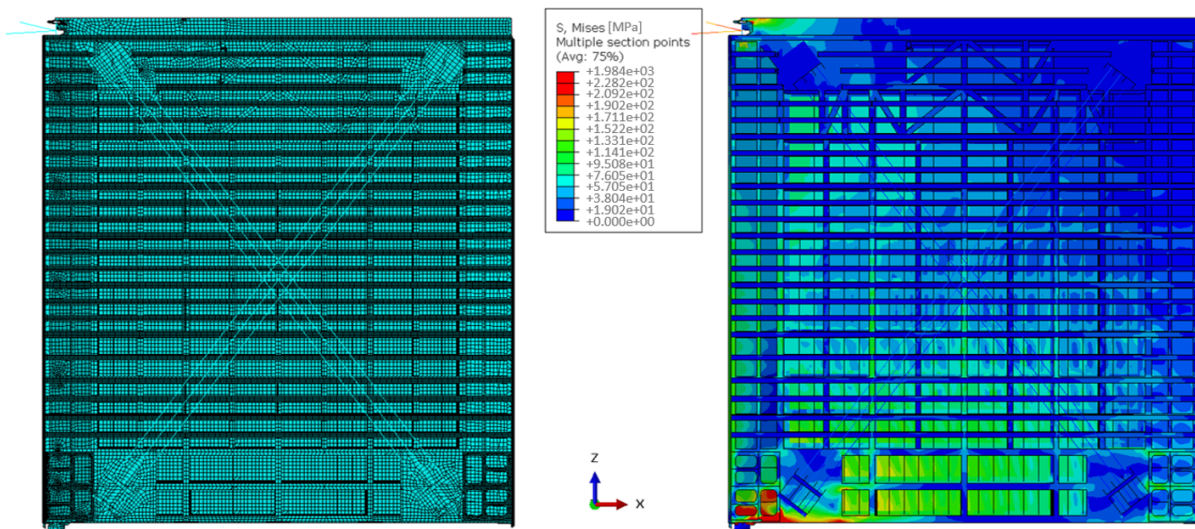 S, Mises [MPa]
Multiple section points
(Avg: 75%)
+1.984e+03
+2.282e+02
+2.092e+02
+1.902e+02
+1.711e+02
+1.522e+02
+1.331e+02
+1.141e+02
+9.508e+01
+7.605e+01
+5.705e+01
+3.804e+01
+1.902e+01
+0.000e+00
Z
X